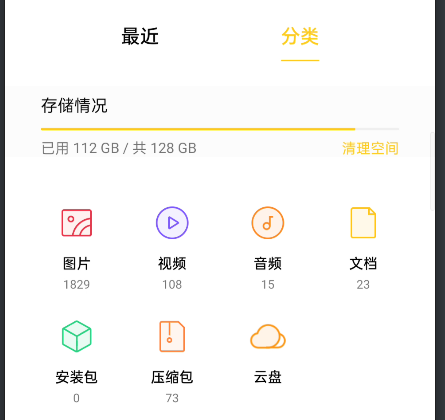 最近 分类
存储情况
已用 112 GB / 共 128 GB 清理空间
图片 视频 音频 文档
1829 108 15 23
安装包 压缩包 云盘
0 73